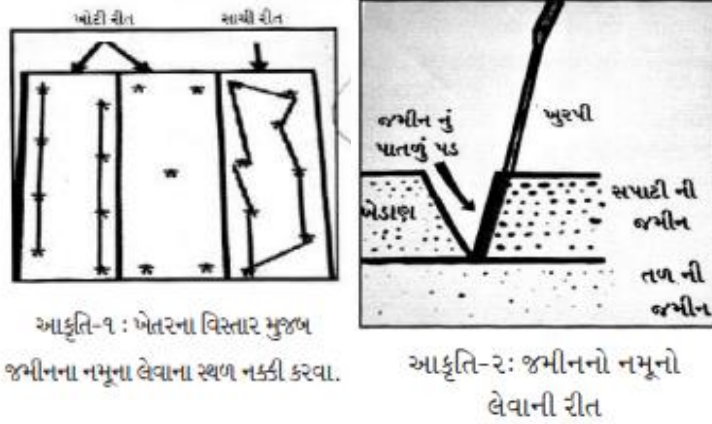 ખોટી રીત
સાચી રીત
આકૃતિ-૧ : ખેતરના વિસ્તાર મુજબ
જમીનના નમૂના લેવાના સ્થળ નક્કી કરવા.
જમીન નું
પાતળું પડ
ખુરપી
ખેડાણ
સપાટી ની
જમીન
તળ ની
જમીન
આકૃતિ-૨: જમીનનો નમૂનો
લેવાની રીત